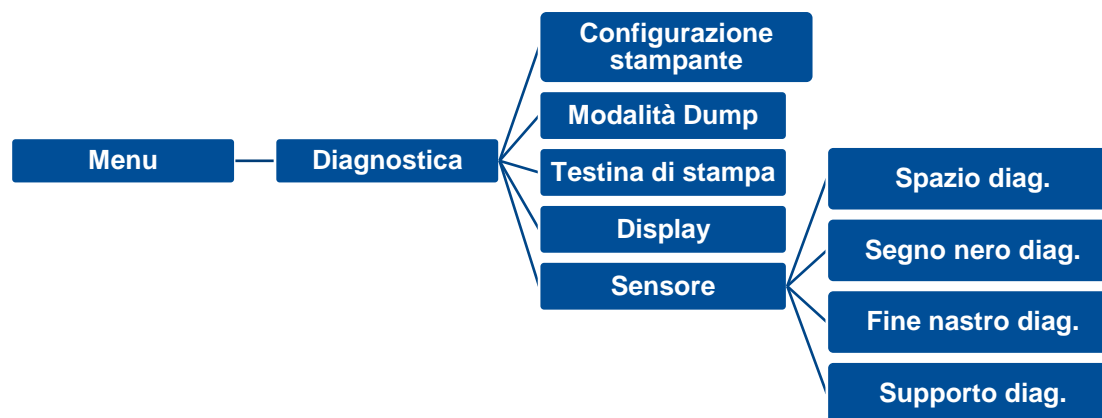 Menu
Diagnostica
Configurazione
stampante
Modalità Dump
Testina di stampa
Display
Sensore
Spazio diag.
Segno nero diag.
Fine nastro diag.
Supporto diag.